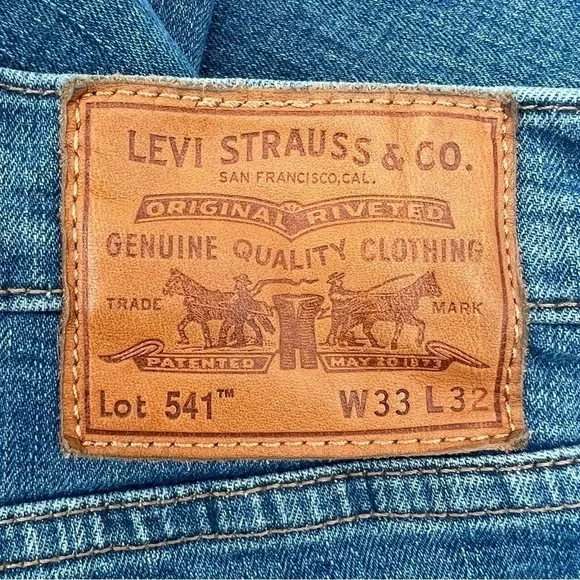 LEVI STRAUSS & CO.
SAN FRANCISCO, CAL.
ORIGINAL RIVETED
GENUINE QUALITY CLOTHING
TRADE MARK
PATENTED MAY 20 1873
Lot 541™ W33 L32